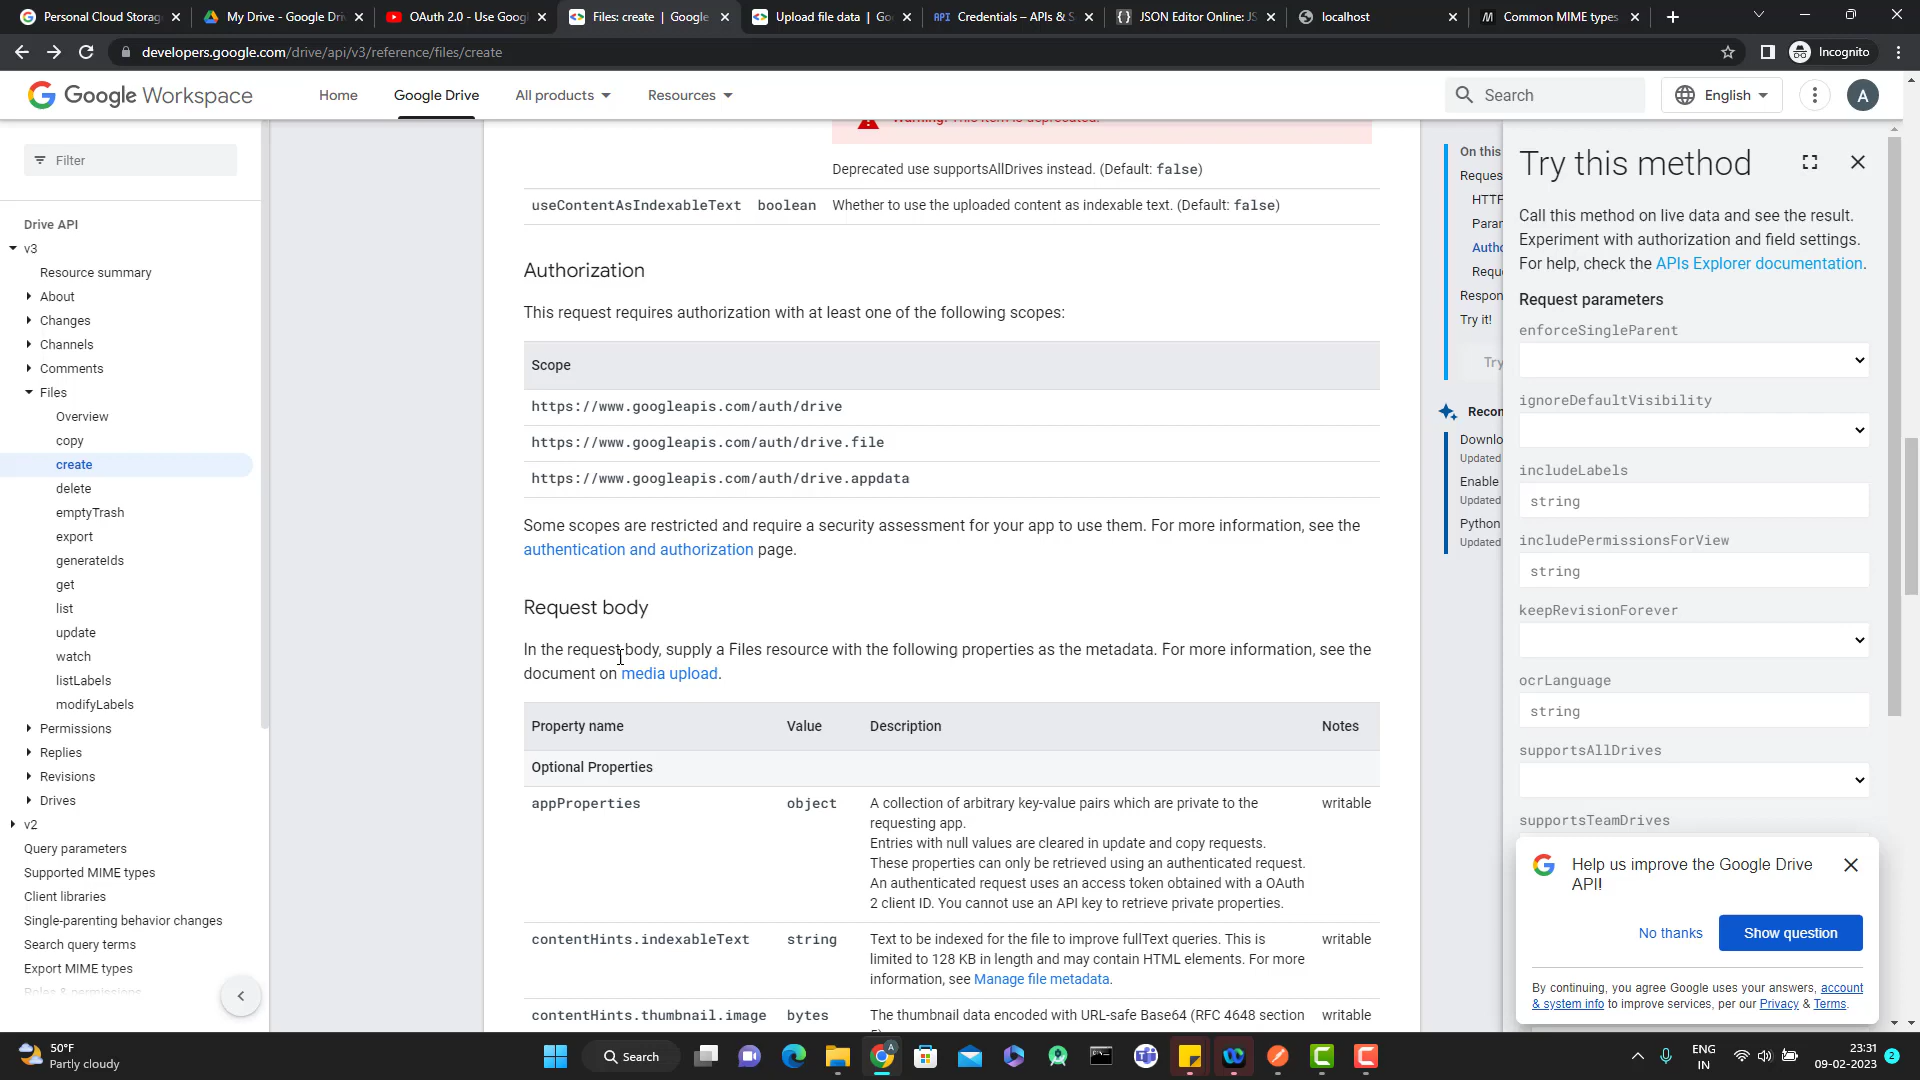 Personal Cloud Storag
My Drive - Google Dri
OAuth 2.0 - Use Goog
Files: create | Google
Upload file data | Go
API Credentials – APIs & S
JSON Editor Online: JS
localhost
Common MIME types
developers.google.com/drive/api/v3/reference/files/create
Incognito
Google Workspace
Home
Google Drive
All products
Resources
Search
English
A
Filter
Drive API
v3
Resource summary
About
Changes
Channels
Comments
Files
Overview
copy
create
delete
emptyTrash
export
generateIds
get
list
update
watch
listLabels
modifyLabels
Permissions
Replies
Revisions
Drives
v2
Query parameters
Supported MIME types
Client libraries
Single-parenting behavior changes
Search query terms
Export MIME types
Roles & permissions
Warning: This item is deprecated.
Deprecated use supportsAllDrives instead. (Default: false)
useContentAsIndexableText boolean Whether to use the uploaded content as indexable text. (Default: false)
Authorization
This request requires authorization with at least one of the following scopes:
Scope
https://www.googleapis.com/auth/drive
https://www.googleapis.com/auth/drive.file
https://www.googleapis.com/auth/drive.appdata
Some scopes are restricted and require a security assessment for your app to use them. For more information, see the
authentication and authorization page.
Request body
In the request body, supply a Files resource with the following properties as the metadata. For more information, see the
document on media upload.
Property name Value Description Notes
Optional Properties
appProperties object A collection of arbitrary key-value pairs which are private to the writable
requesting app.
Entries with null values are cleared in update and copy requests.
These properties can only be retrieved using an authenticated request.
An authenticated request uses an access token obtained with a OAuth
2 client ID. You cannot use an API key to retrieve private properties.
contentHints.indexableText string Text to be indexed for the file to improve fullText queries. This is writable
limited to 128 KB in length and may contain HTML elements. For more
information, see Manage file metadata.
contentHints.thumbnail.image bytes The thumbnail data encoded with URL-safe Base64 (RFC 4648 section writable
On this
Reques
HTTF
Paran
Autho
Requ
Respon
Try it!
Try
Recon
Downlo
Updated
Enable
Updated
Python
Updated
Try this method
Call this method on live data and see the result.
Experiment with authorization and field settings.
For help, check the APIs Explorer documentation.
Request parameters
enforceSingleParent
ignoreDefaultVisibility
includeLabels
string
includePermissionsForView
string
keepRevisionForever
ocrLanguage
string
supportsAllDrives
supportsTeamDrives
Help us improve the Google Drive
API!
No thanks
Show question
By continuing, you agree Google uses your answers, account
& system info to improve services, per our Privacy & Terms.
50°F
Partly cloudy
Search
ENG
IN
23:31
09-02-2023
2